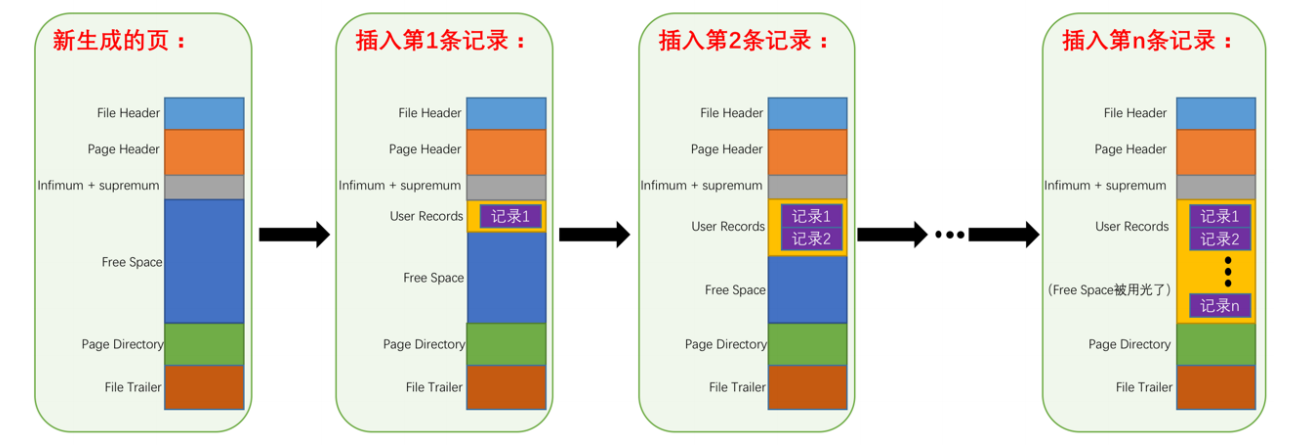 新生成的页：
File Header
Page Header
Infimum + supremum
Free Space
Page Directory
File Trailer
插入第1条记录：
File Header
Page Header
Infimum + supremum
User Records
记录1
Free Space
Page Directory
File Trailer
插入第2条记录：
File Header
Page Header
Infimum + supremum
User Records
记录1
记录2
Free Space
Page Directory
File Trailer
插入第n条记录：
File Header
Page Header
Infimum + supremum
User Records
记录1
记录2
(Free Space被用光了)
记录n
Page Directory
File Trailer